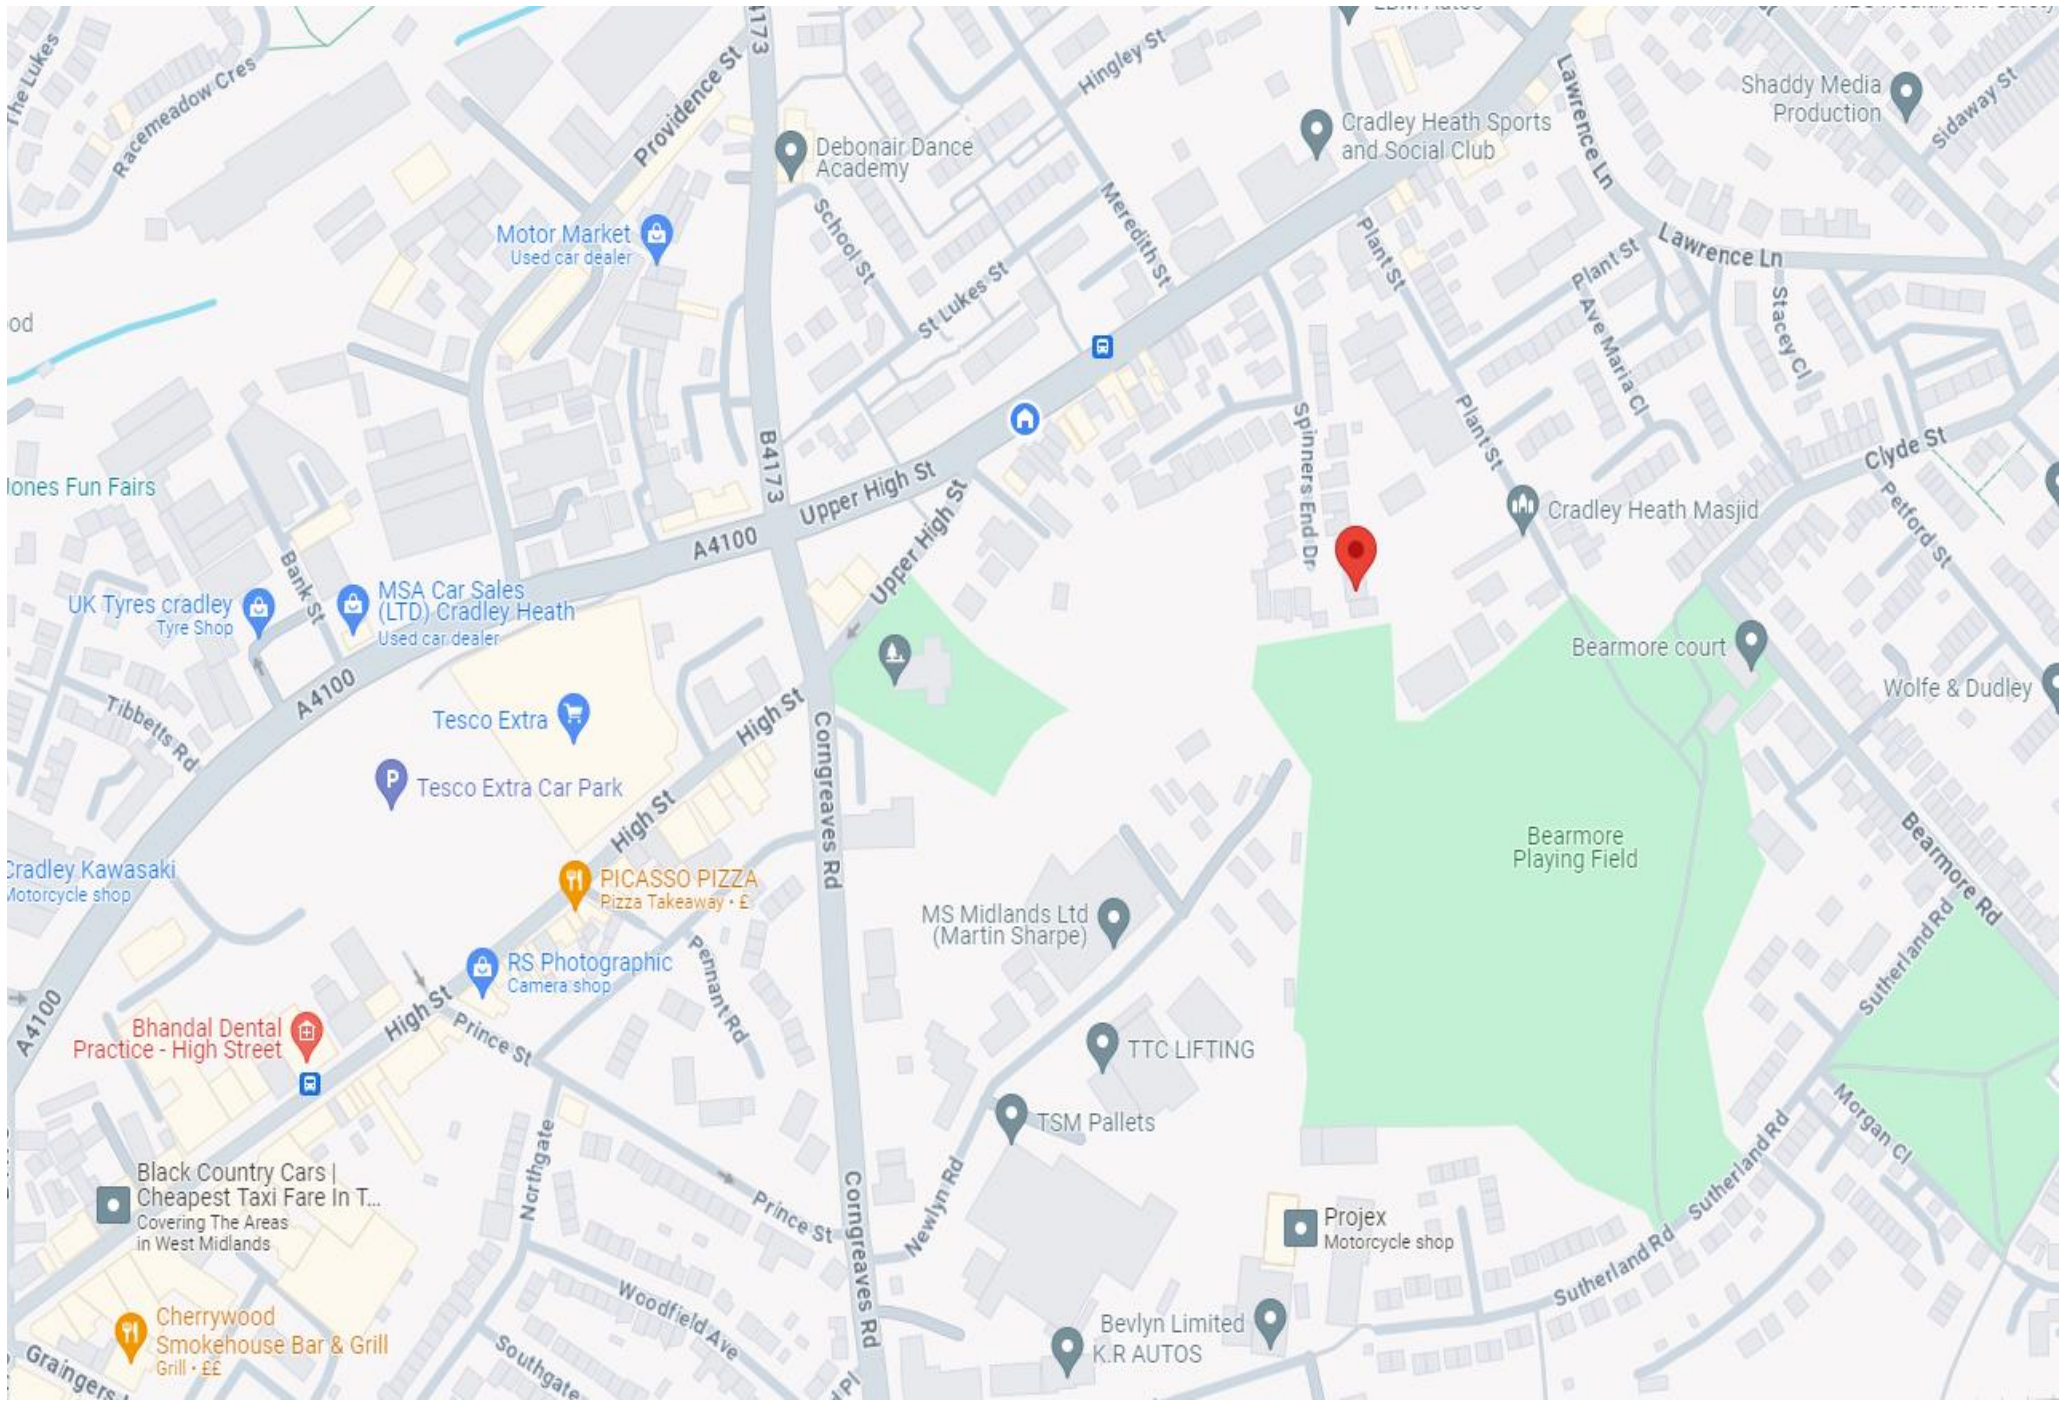 The Lukes
Racemeadow Cres
Providence St
B4173
Debonair Dance
Academy
Hingley St
Cradley Heath Sports
and Social Club
Lawrence Ln
Shaddy Media
Production
Sidaway St
Motor Market
Used car dealer
School St
St Lukes St
Meredith St
Plant St
Plant St
Lawrence Ln
Ave Maria Cl
Stacey Cl
Jones Fun Fairs
B4173
Upper High St
A4100
Upper High St
Spinners End Dr
Plant St
Cradley Heath Masjid
Clyde St
Petford St
Bank St
UK Tyres cradley
Tyre Shop
MSA Car Sales
(LTD) Cradley Heath
Used car dealer
A4100
Tibbetts Rd
Tesco Extra
Tesco Extra Car Park
High St
High St
Corngreaves Rd
Bearmore court
Wolfe & Dudley
Bearmore
Playing Field
Bearmore Rd
Cradley Kawasaki
Motorcycle shop
PICASSO PIZZA
Pizza Takeaway • £
RS Photographic
Camera shop
Pennant Rd
MS Midlands Ltd
(Martin Sharpe)
Sutherland Rd
A4100
Bhandal Dental
Practice - High Street
High St
Prince St
TTC LIFTING
TSM Pallets
Morgan Cl
Black Country Cars |
Cheapest Taxi Fare In T...
Covering The Areas
in West Midlands
Northgate
Prince St
Corngreaves Rd
Newlyn Rd
Projex
Motorcycle shop
Sutherland Rd
Sutherland Rd
Cherrywood
Smokehouse Bar & Grill
Grill • ££
Woodfield Ave
Southgate
Bevlyn Limited
K.R AUTOS